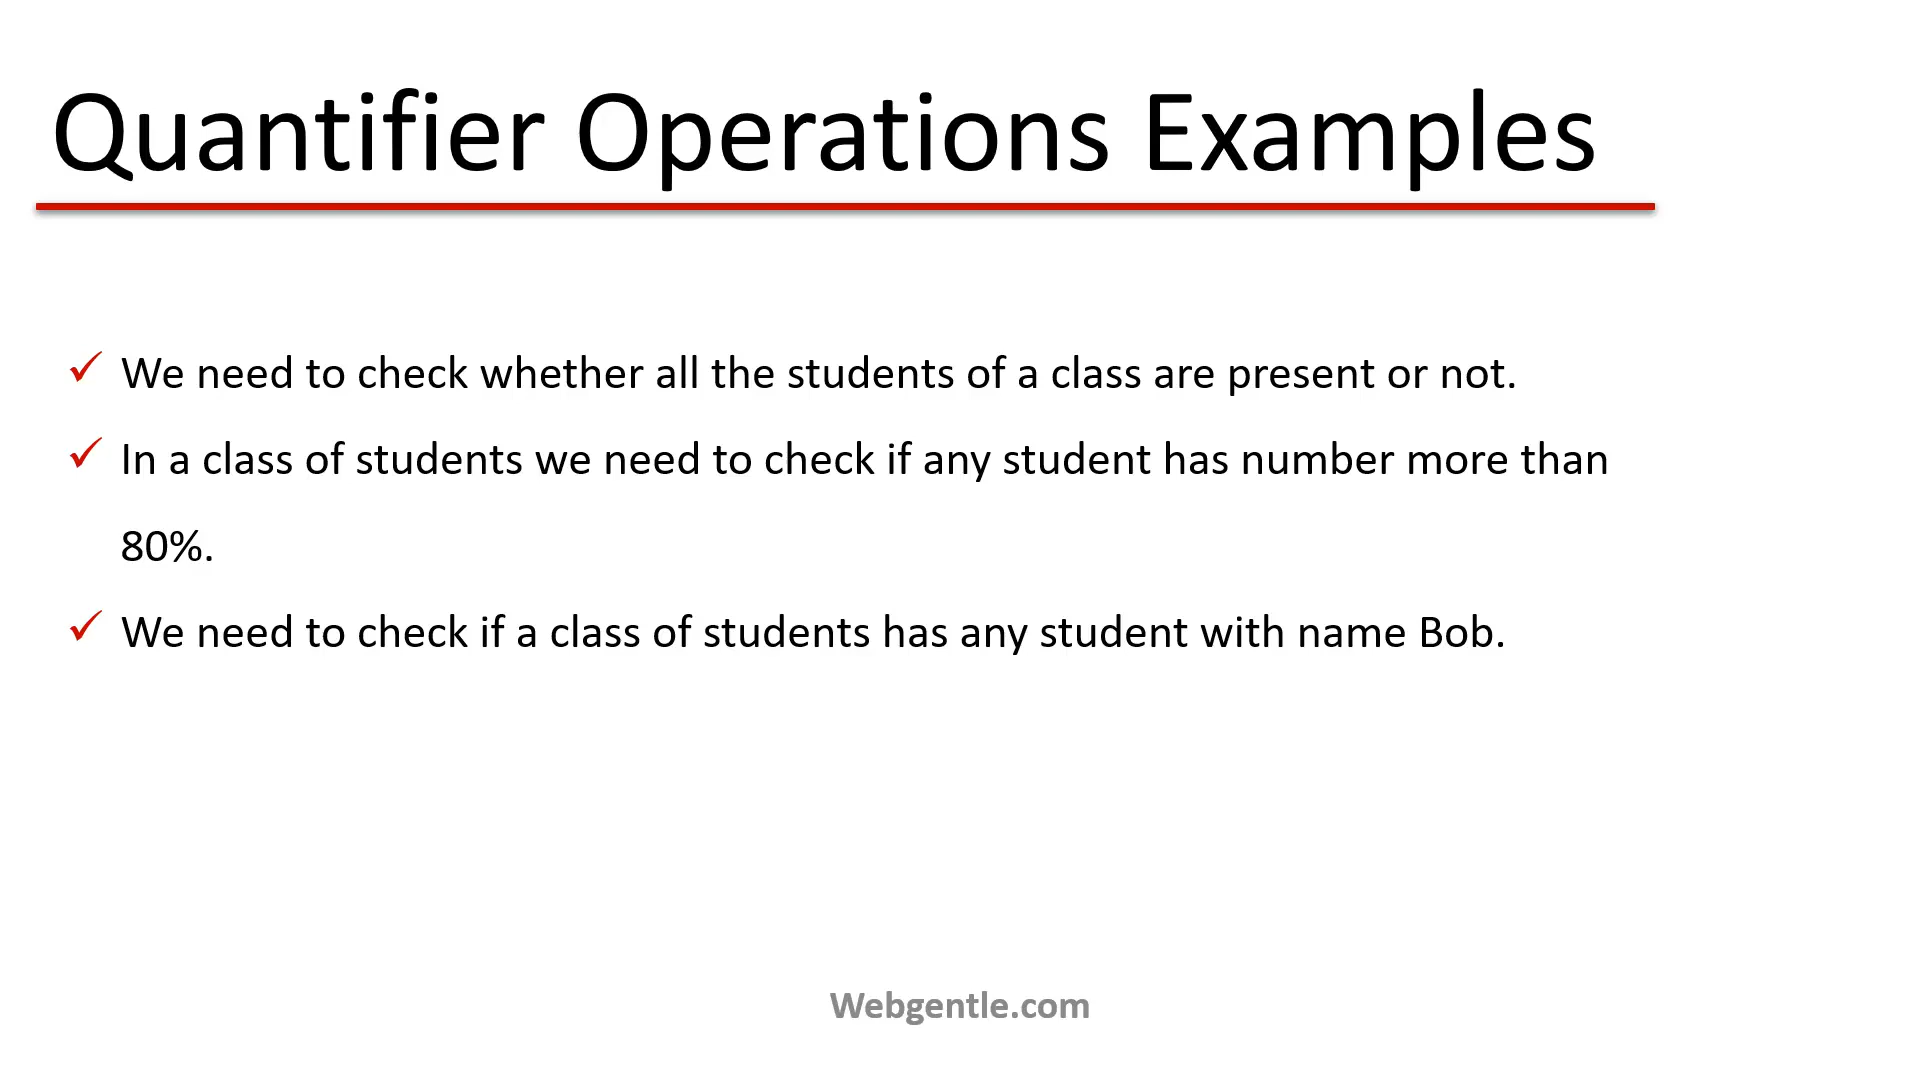 Quantifier Operations Examples
✓ We need to check whether all the students of a class are present or not.
✓ In a class of students we need to check if any student has number more than
80%.
✓ We need to check if a class of students has any student with name Bob.
Webgentle.com